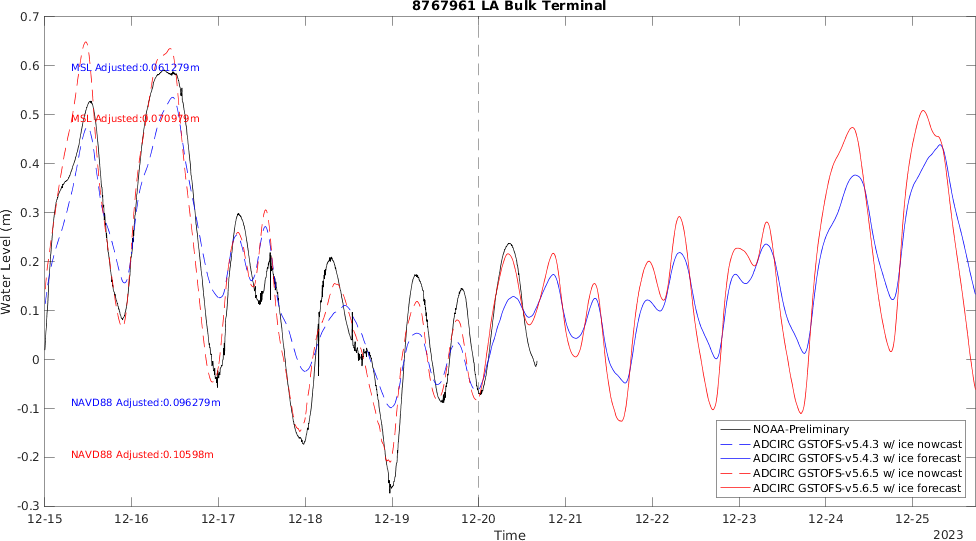 8767961 LA Bulk Terminal
0.7
0.6
0.5
0.4
0.3
0.2
0.1
0
-0.1
-0.2
-0.3
Water Level (m)
MSL Adjusted:0.061279m
MSL Adjusted:0.070979m
NAVD88 Adjusted:0.096279m
NAVD88 Adjusted:0.10598m
NOAA-Preliminary
ADCIRC GSTOFS-v5.4.3 w/ ice nowcast
ADCIRC GSTOFS-v5.4.3 w/ ice forecast
ADCIRC GSTOFS-v5.6.5 w/ ice nowcast
ADCIRC GSTOFS-v5.6.5 w/ ice forecast
12-15 12-16 12-17 12-18 12-19 12-20 12-21 12-22 12-23 12-24 12-25
Time
2023